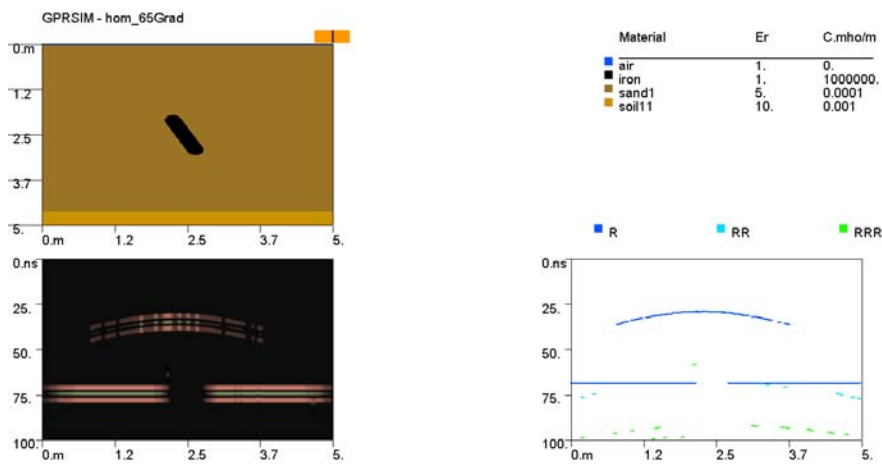 GPRSIM - hom_65Grad
0.m
1.2
2.5
3.7
5.
0.m 1.2 2.5 3.7 5.
Material Er C.mho/m
air 1. 0.
iron 1. 1000000.
sand1 5. 0.0001
soil11 10. 0.001
0.ns
25.
50.
75.
100.
0.m 1.2 2.5 3.7 5.
R RR RRR
0.ns
25.
50.
75.
100.
0.m 1.2 2.5 3.7 5.